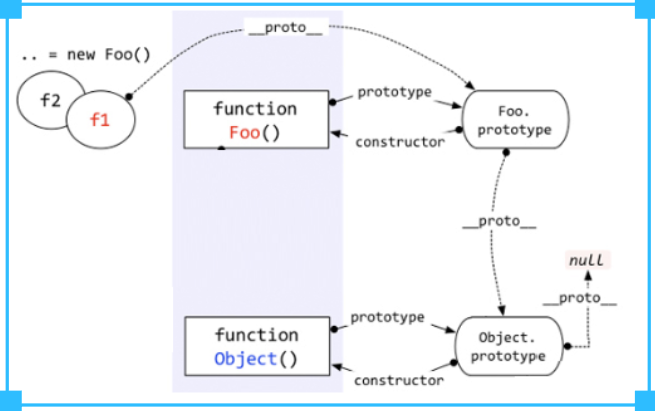 __proto__
.. = new Foo()
f2
f1
function
Foo()
prototype
constructor
Foo.
prototype
__proto__
null
__proto__
function
Object()
prototype
constructor
Object.
prototype